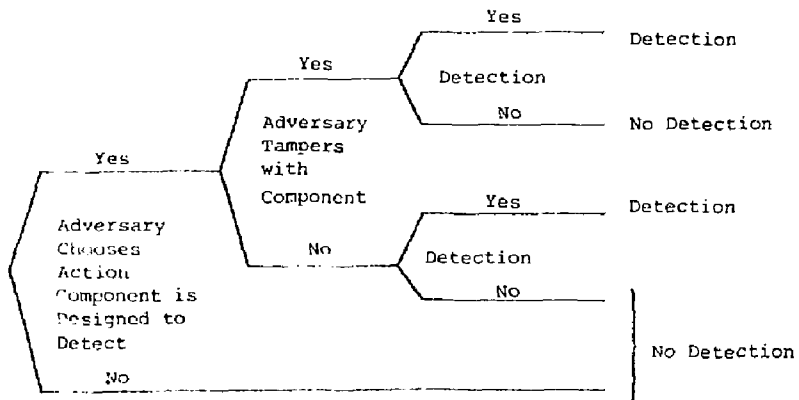 Yes
Detection
Yes
Detection
No
No Detection
Adversary
Tampers
with
Component
Yes
Yes
Detection
No
Detection
No
Adversary
Chooses
Action
Component is
Designed to
Detect
No Detection
No